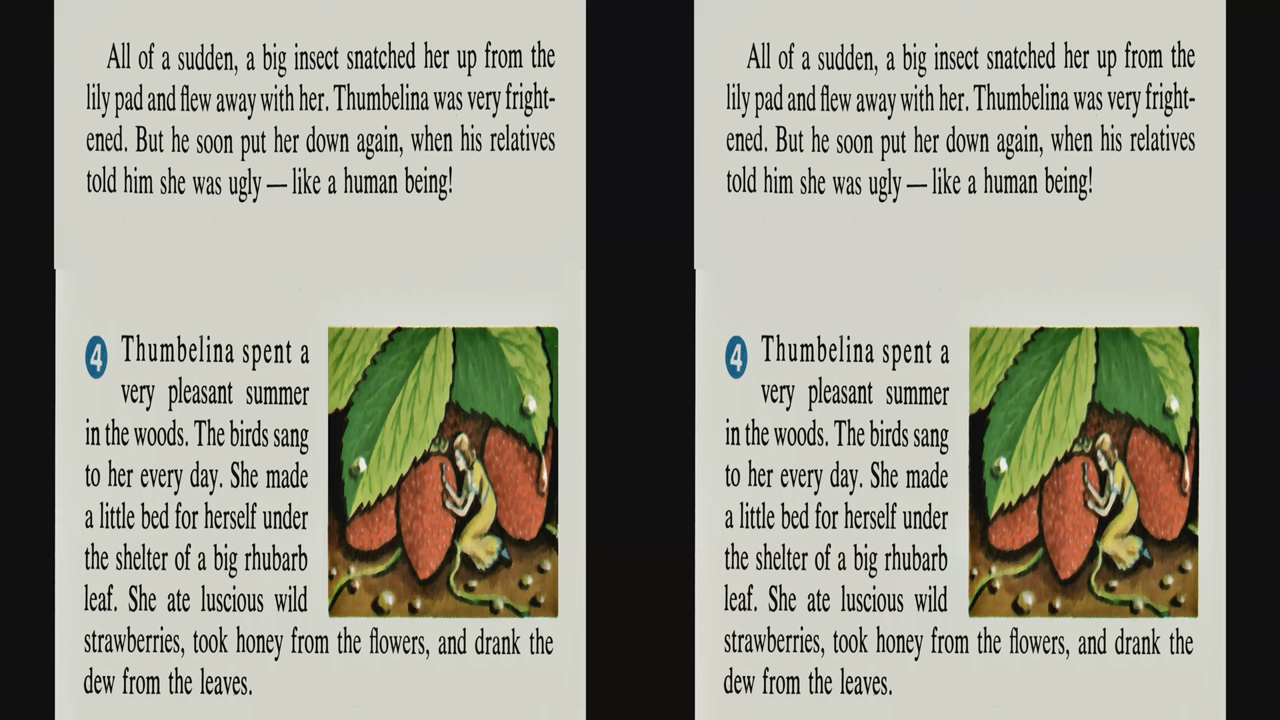 All of a sudden, a big insect snatched her up from the
lily pad and flew away with her. Thumbelina was very fright-
ened. But he soon put her down again, when his relatives
told him she was ugly — like a human being!
4 Thumbelina spent a
very pleasant summer
in the woods. The birds sang
to her every day. She made
a little bed for herself under
the shelter of a big rhubarb
leaf. She ate luscious wild
strawberries, took honey from the flowers, and drank the
dew from the leaves.
All of a sudden, a big insect snatched her up from the
lily pad and flew away with her. Thumbelina was very fright-
ened. But he soon put her down again, when his relatives
told him she was ugly — like a human being!
4 Thumbelina spent a
very pleasant summer
in the woods. The birds sang
to her every day. She made
a little bed for herself under
the shelter of a big rhubarb
leaf. She ate luscious wild
strawberries, took honey from the flowers, and drank the
dew from the leaves.